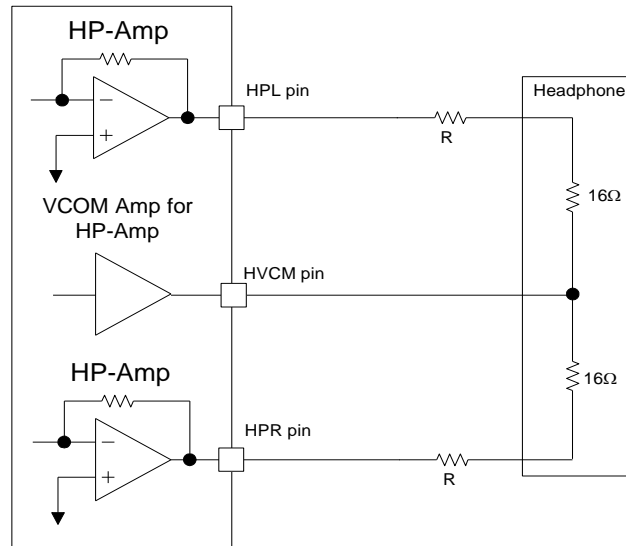 HP-Amp
−
+
HPL pin
R
Headphone
16Ω
VCOM Amp for
HP-Amp
HVCM pin
HP-Amp
−
+
HPR pin
R
16Ω